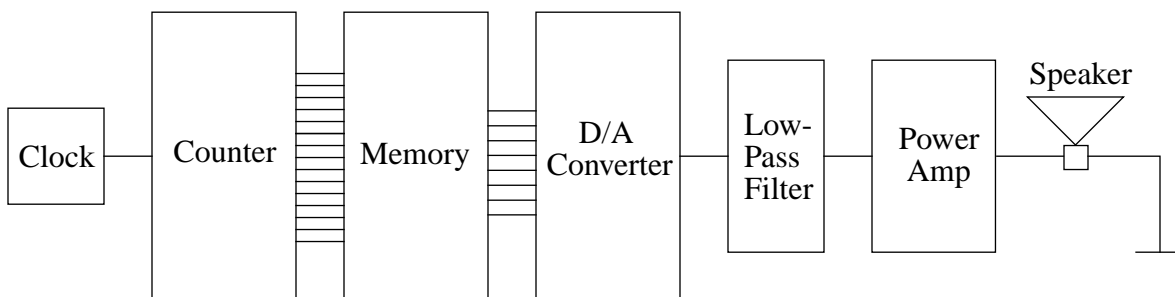 Clock
Counter
Memory
D/A
Converter
Low-
Pass
Filter
Power
Amp
Speaker